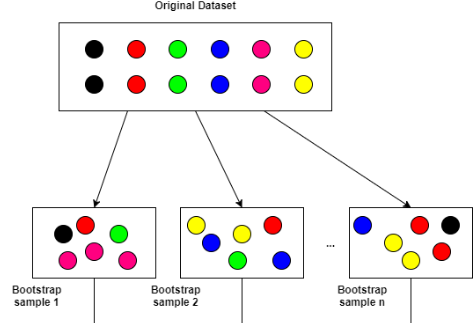 Original Dataset
...
Bootstrap
sample 1
Bootstrap
sample 2
Bootstrap
sample n